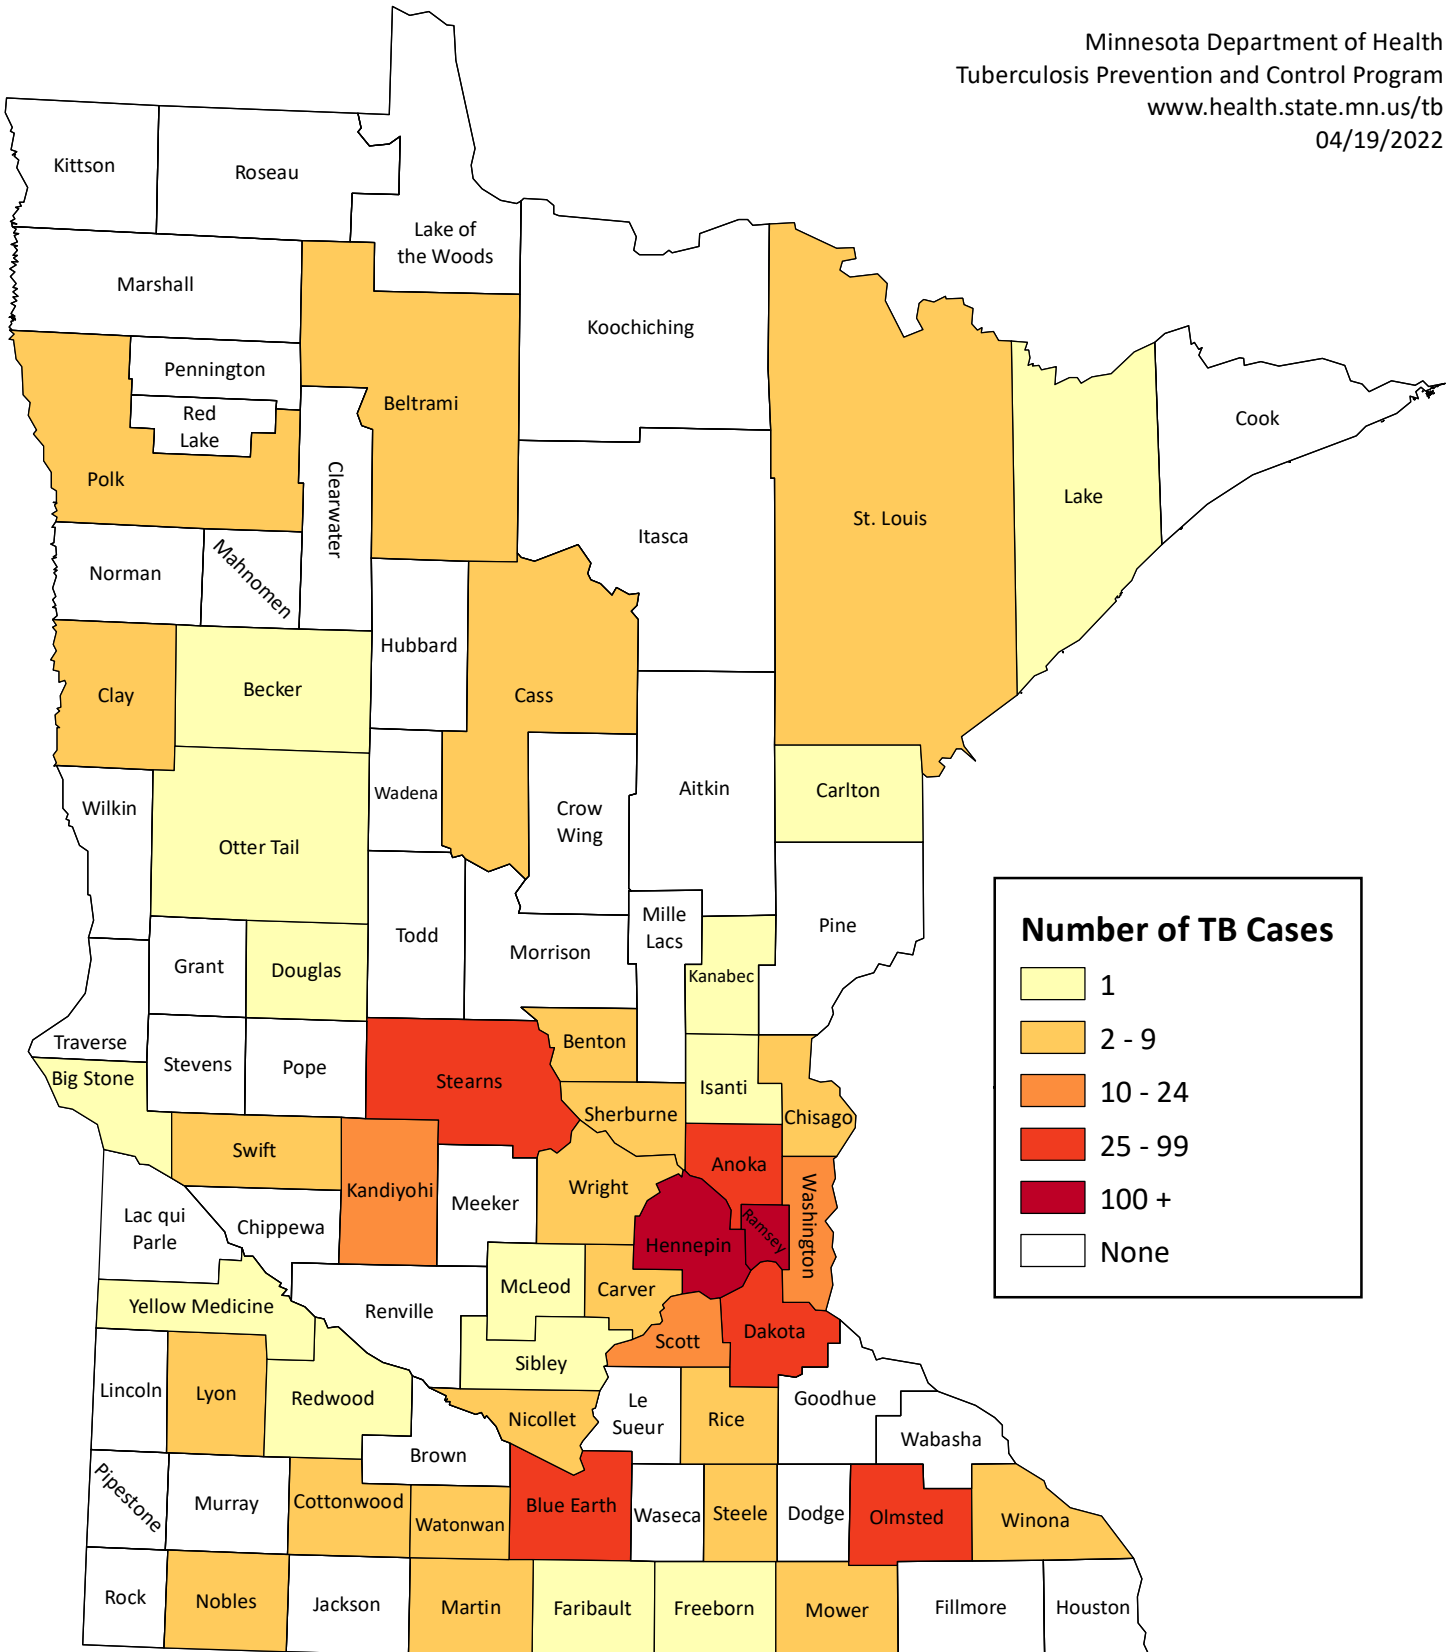 Minnesota Department of Health
Tuberculosis Prevention and Control Program
www.health.state.mn.us/tb
04/19/2022
Kittson
Roseau
Lake of
the Woods
Marshall
Koochiching
Pennington
Red
Lake
Beltrami
Cook
Polk
Clearwater
Lake
St. Louis
Itasca
Norman
Mahnomen
Hubbard
Clay
Becker
Cass
Wilkin
Otter Tail
Wadena
Crow
Wing
Aitkin
Carlton
Todd
Morrison
Mille
Lacs
Pine
Grant
Douglas
Kanabec
Traverse
Stevens
Pope
Benton
Big Stone
Stearns
Isanti
Sherburne
Chisago
Swift
Anoka
Kandiyohi
Wright
Washington
Meeker
Lac qui
Parle
Chippewa
Hennepin
Ramsey
McLeod
Carver
Yellow Medicine
Renville
Scott
Dakota
Sibley
Lincoln
Lyon
Redwood
Nicollet
Le
Sueur
Rice
Goodhue
Wabasha
Brown
Pipestone
Murray
Cottonwood
Watonwan
Blue Earth
Waseca
Steele
Dodge
Olmsted
Winona
Rock
Nobles
Jackson
Martin
Faribault
Freeborn
Mower
Fillmore
Houston
Number of TB Cases
1
2 - 9
10 - 24
25 - 99
100 +
None